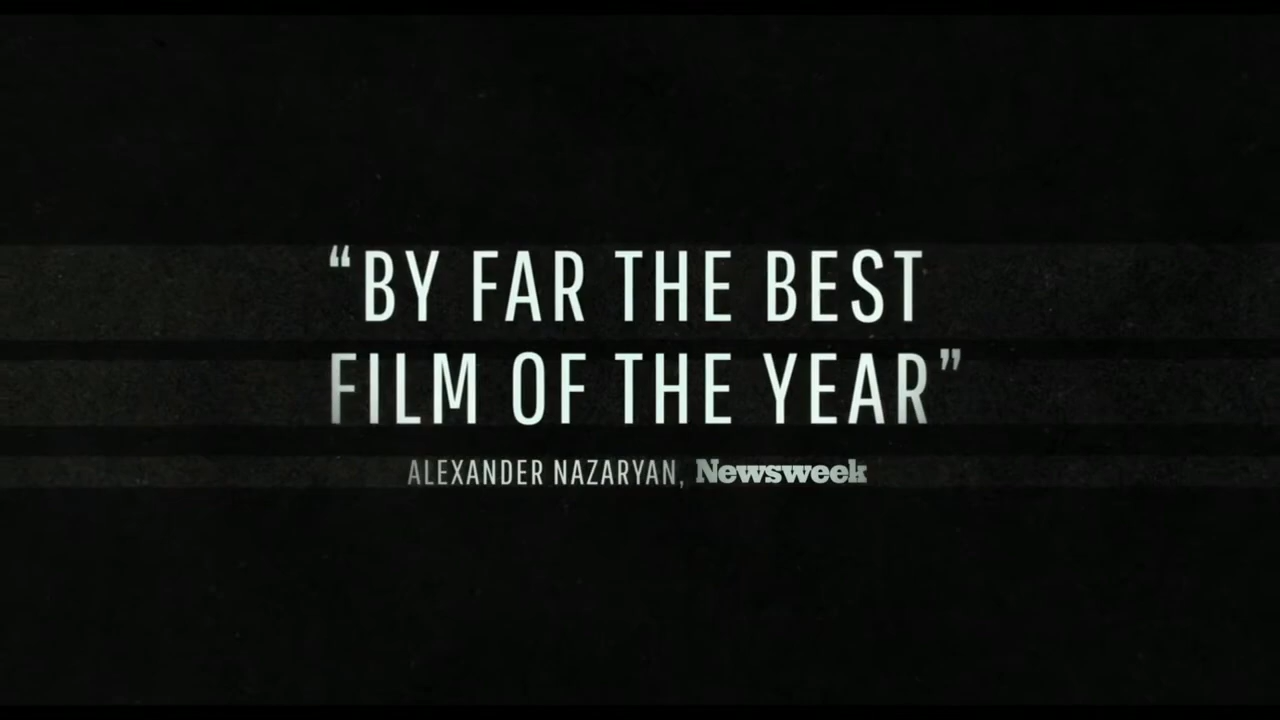 “BY FAR THE BEST
FILM OF THE YEAR”
ALEXANDER NAZARYAN, Newsweek